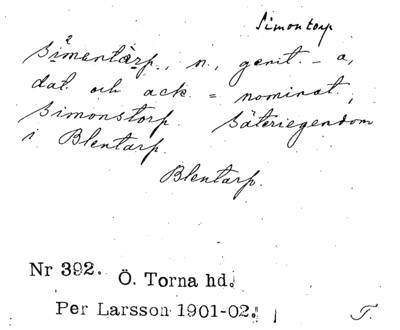 Simontorp
Simentårp, n, genit. – a,
dat. och ack. = nominat,
Simonstorp. Säteriegendom
i Blentarp.
Blentarp.
Nr 392. Ö. Torna hd.
Per Larsson 1901-02.
F.